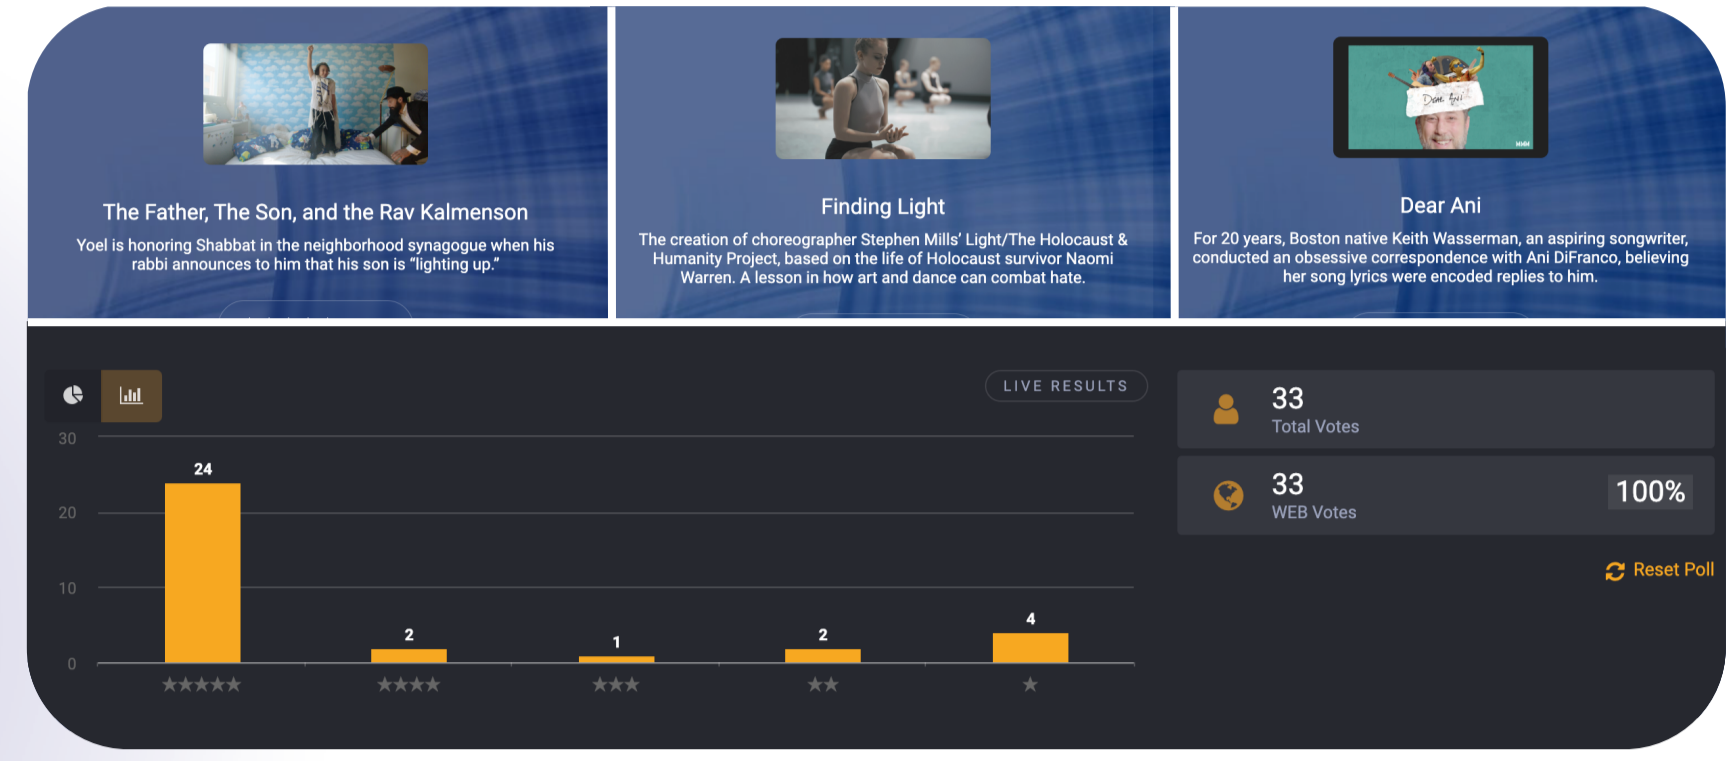 DEAR Ani
MMM
The Father, The Son, and the Rav Kalmenson
Yoel is honoring Shabbat in the neighborhood synagogue when his
rabbi announces to him that his son is “lighting up.”
Finding Light
The creation of choreographer Stephen Mills’ Light/The Holocaust &
Humanity Project, based on the life of Holocaust survivor Naomi
Warren. A lesson in how art and dance can combat hate.
Dear Ani
For 20 years, Boston native Keith Wasserman, an aspiring songwriter,
conducted an obsessive correspondence with Ani DiFranco, believing
her song lyrics were encoded replies to him.
LIVE RESULTS
30
20
10
0
24
2
1
2
4
★★★★★
★★★★
★★★
★★
★
33
Total Votes
33
WEB Votes
100%
Reset Poll